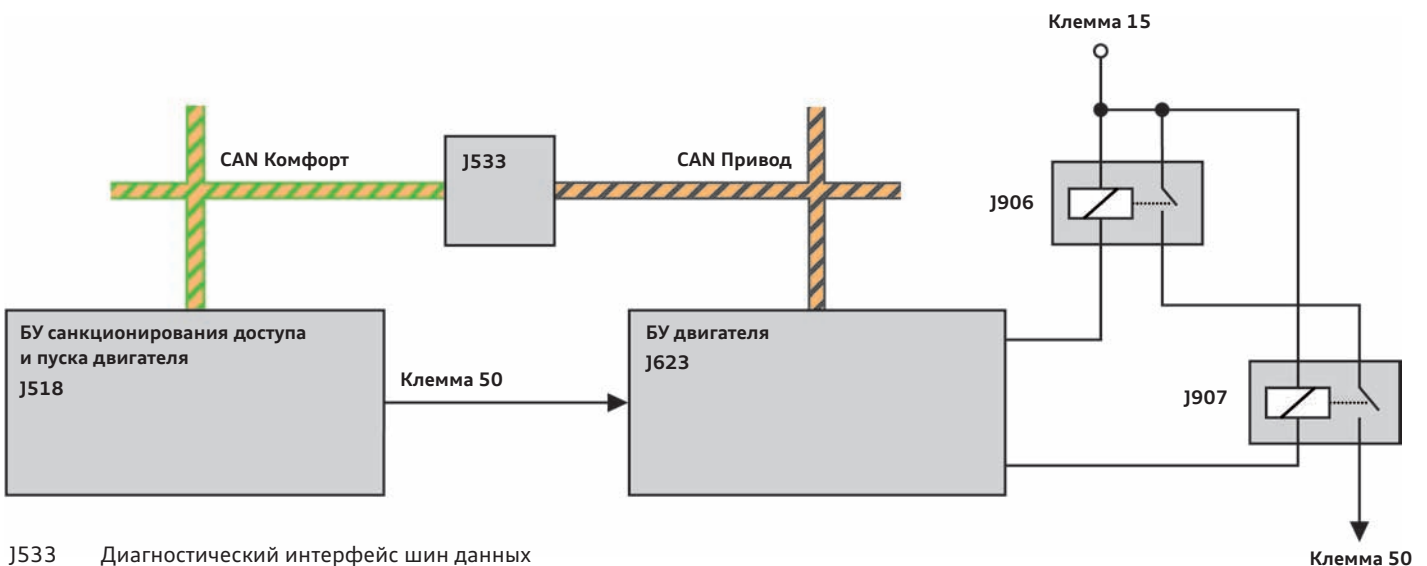 Клемма 15
CAN Комфорт
J533
CAN Привод
J906
БУ санкционирования доступа
и пуска двигателя
J518
Клемма 50
БУ двигателя
J623
J907
J533 Диагностический интерфейс шин данных
Клемма 50